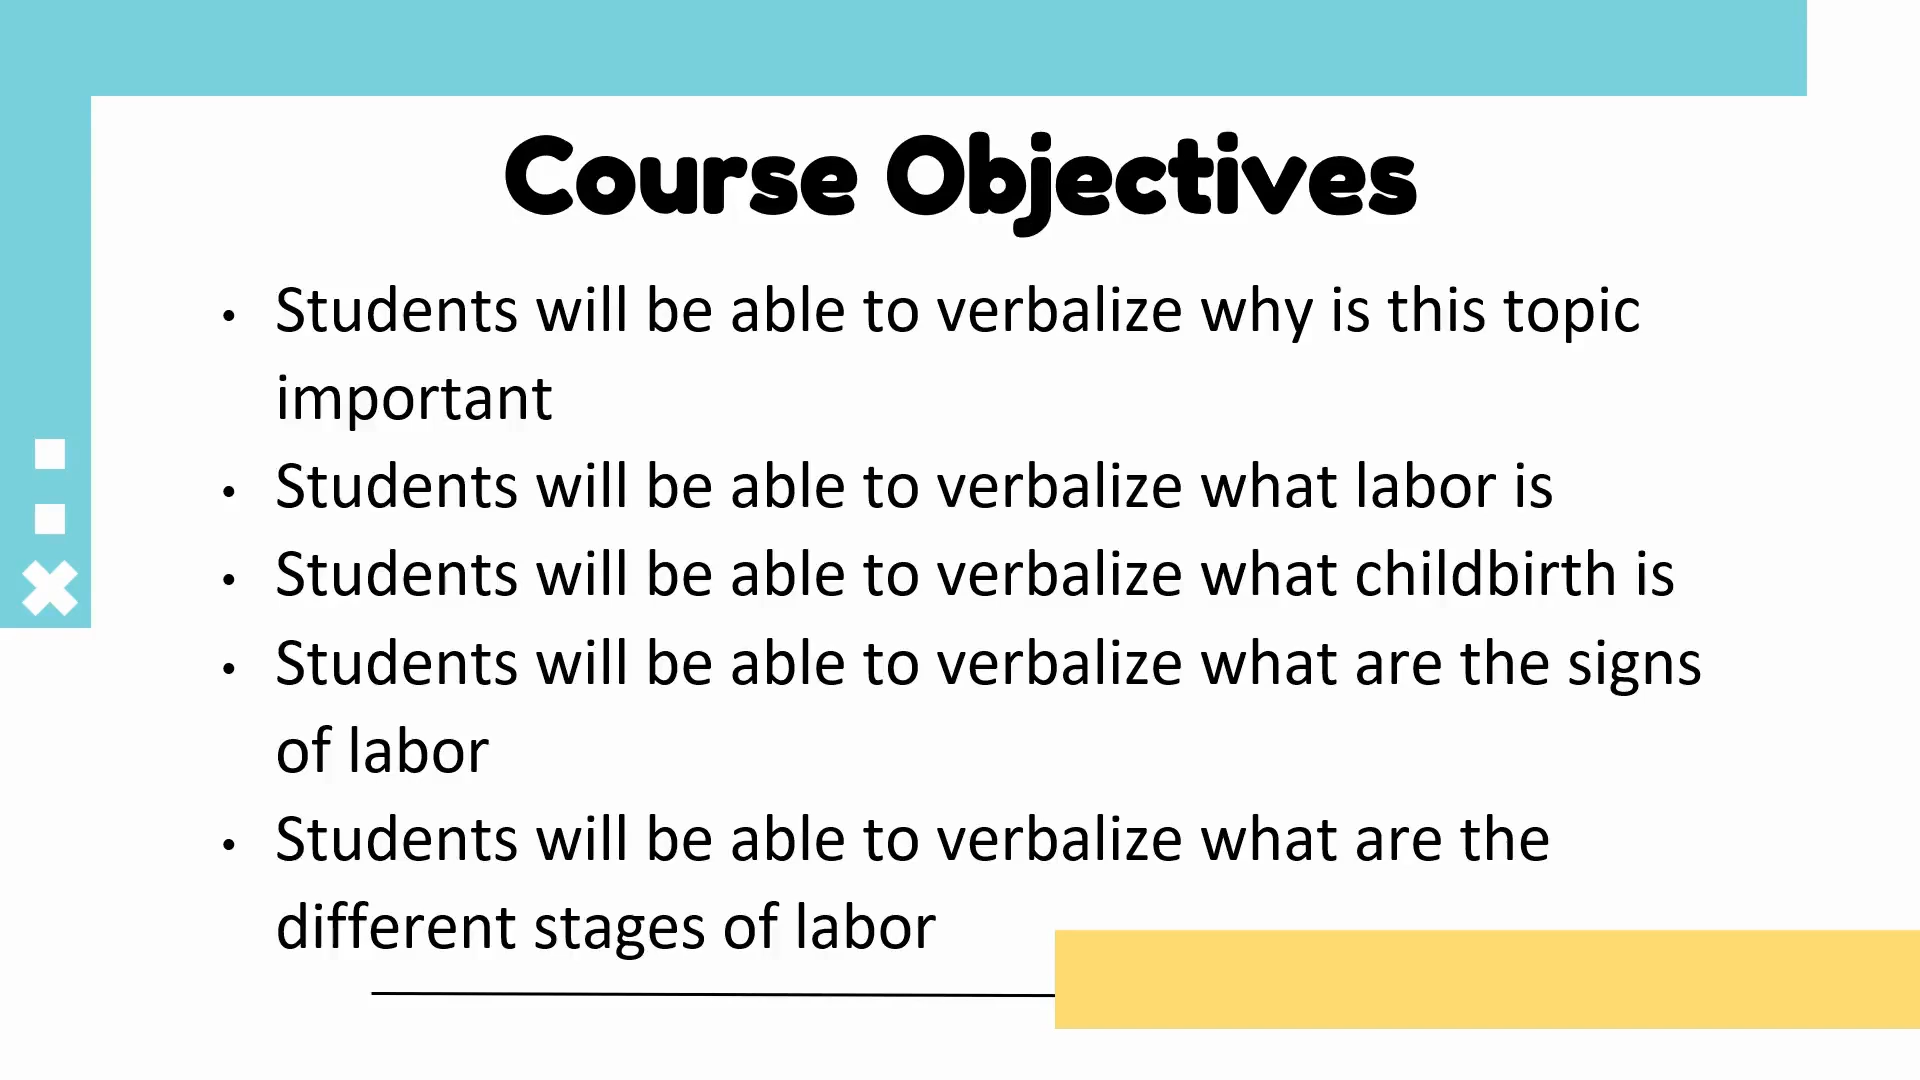 Course Objectives
• Students will be able to verbalize why is this topic
important
• Students will be able to verbalize what labor is
• Students will be able to verbalize what childbirth is
• Students will be able to verbalize what are the signs
of labor
• Students will be able to verbalize what are the
different stages of labor